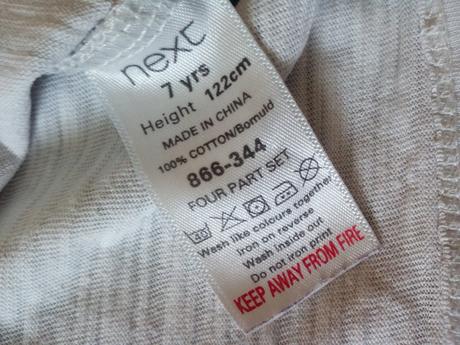 next
7 yrs
Height 122cm
MADE IN CHINA
100% COTTON/Bomuld
866-344
FOUR PART SET
Wash like colours together
iron on reverse
Wash inside out
Do not iron print
KEEP AWAY FROM FIRE